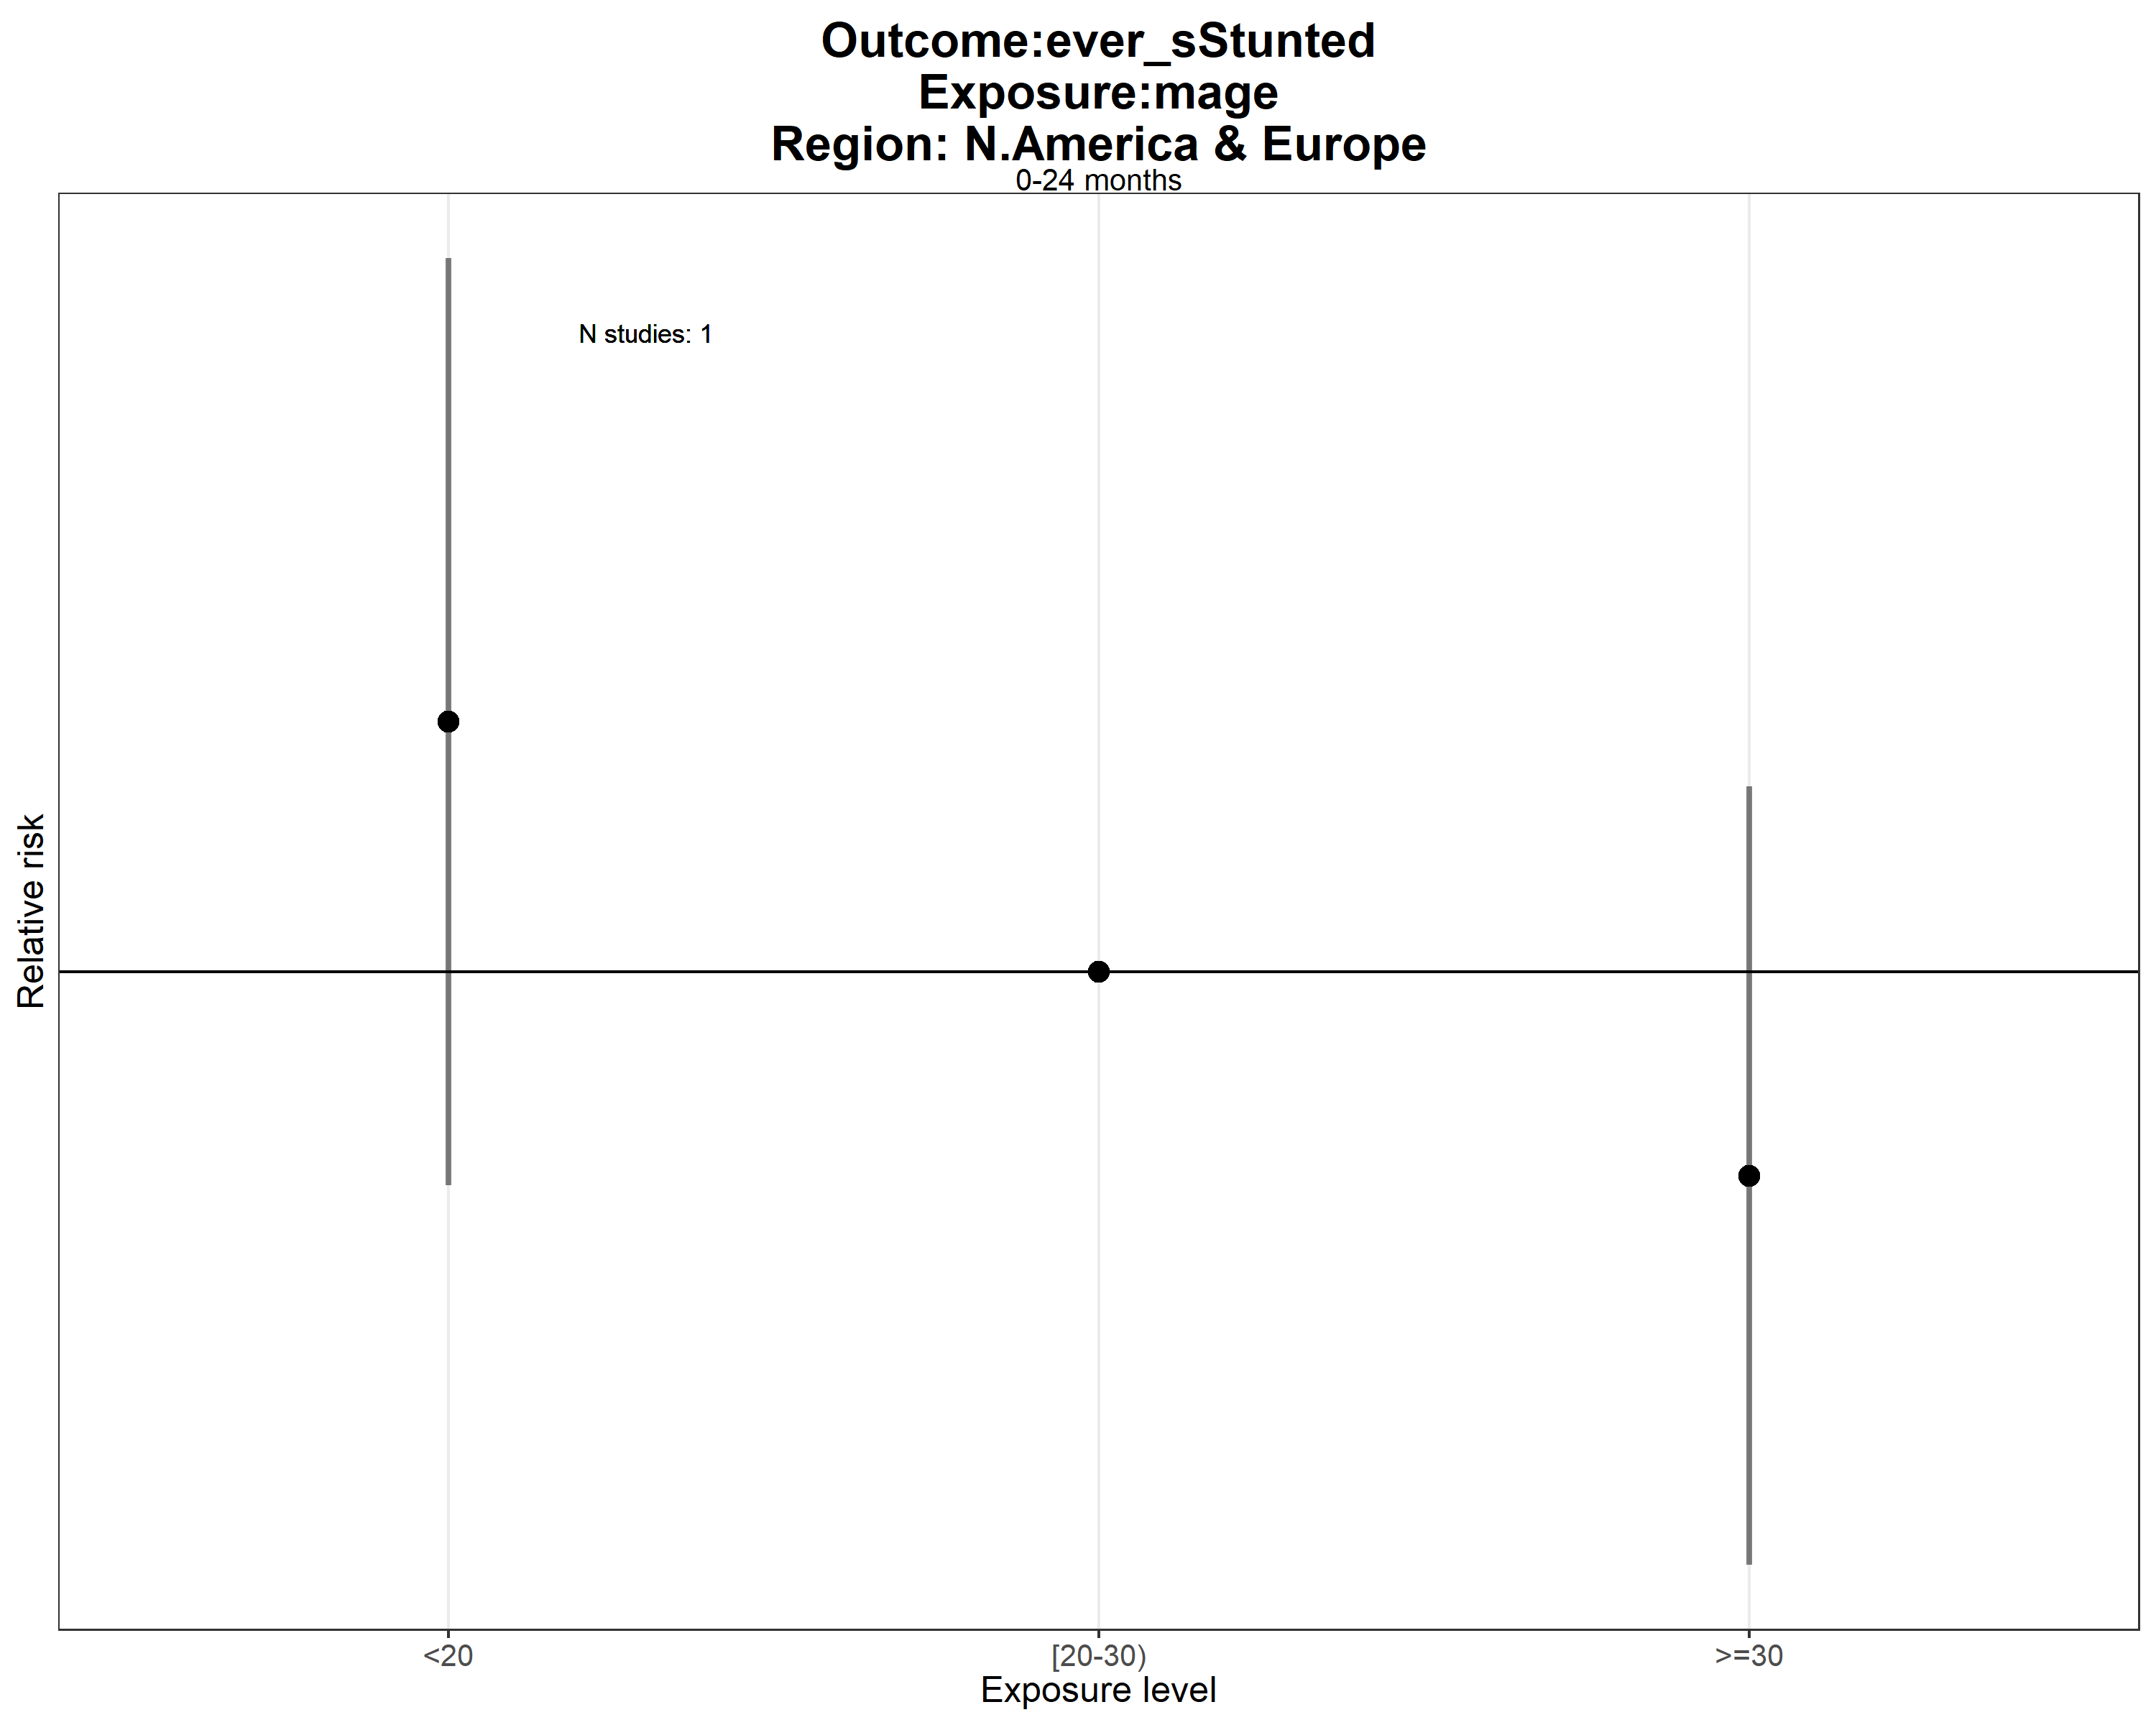 Outcome:ever_sStunted
Exposure:mage
Region: N.America & Europe
0-24 months
N studies: 1
Relative risk
<20
[20-30)
>=30
Exposure level